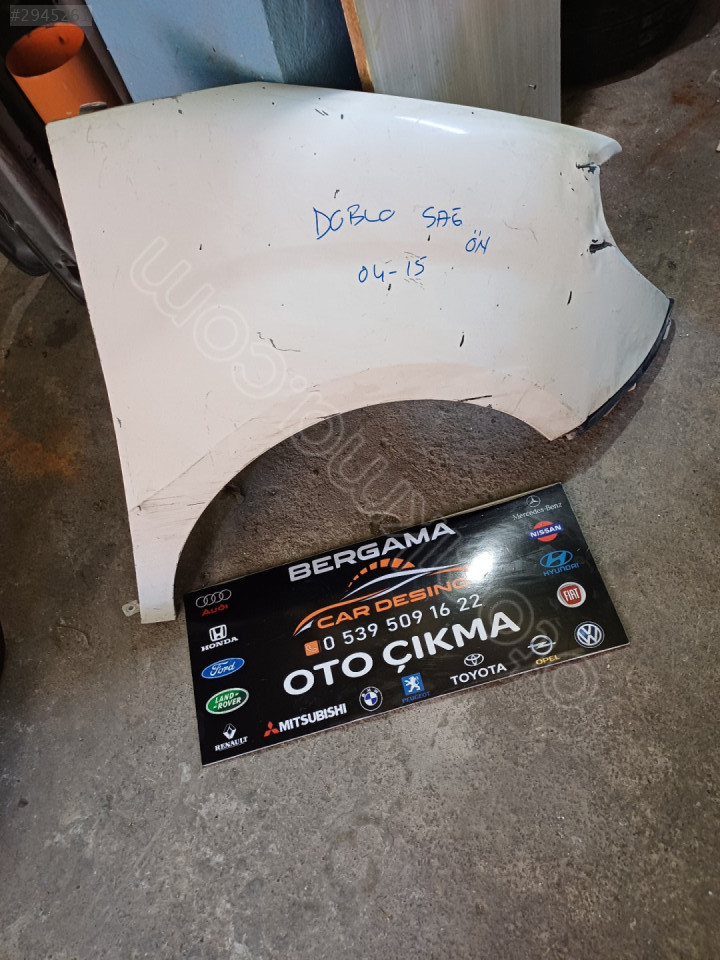 #294526
DOBLO SAĞ
ÖN
04-15
BERGAMA
CAR DESING
0 539 509 16 22
OTO ÇIKMA
Audi
HONDA
Ford
LAND-
ROVER
RENAULT
MITSUBISHI
PEUGEOT
TOYOTA
OPEL
FIAT
HYUNDAI
NISSAN
Mercedes-Benz